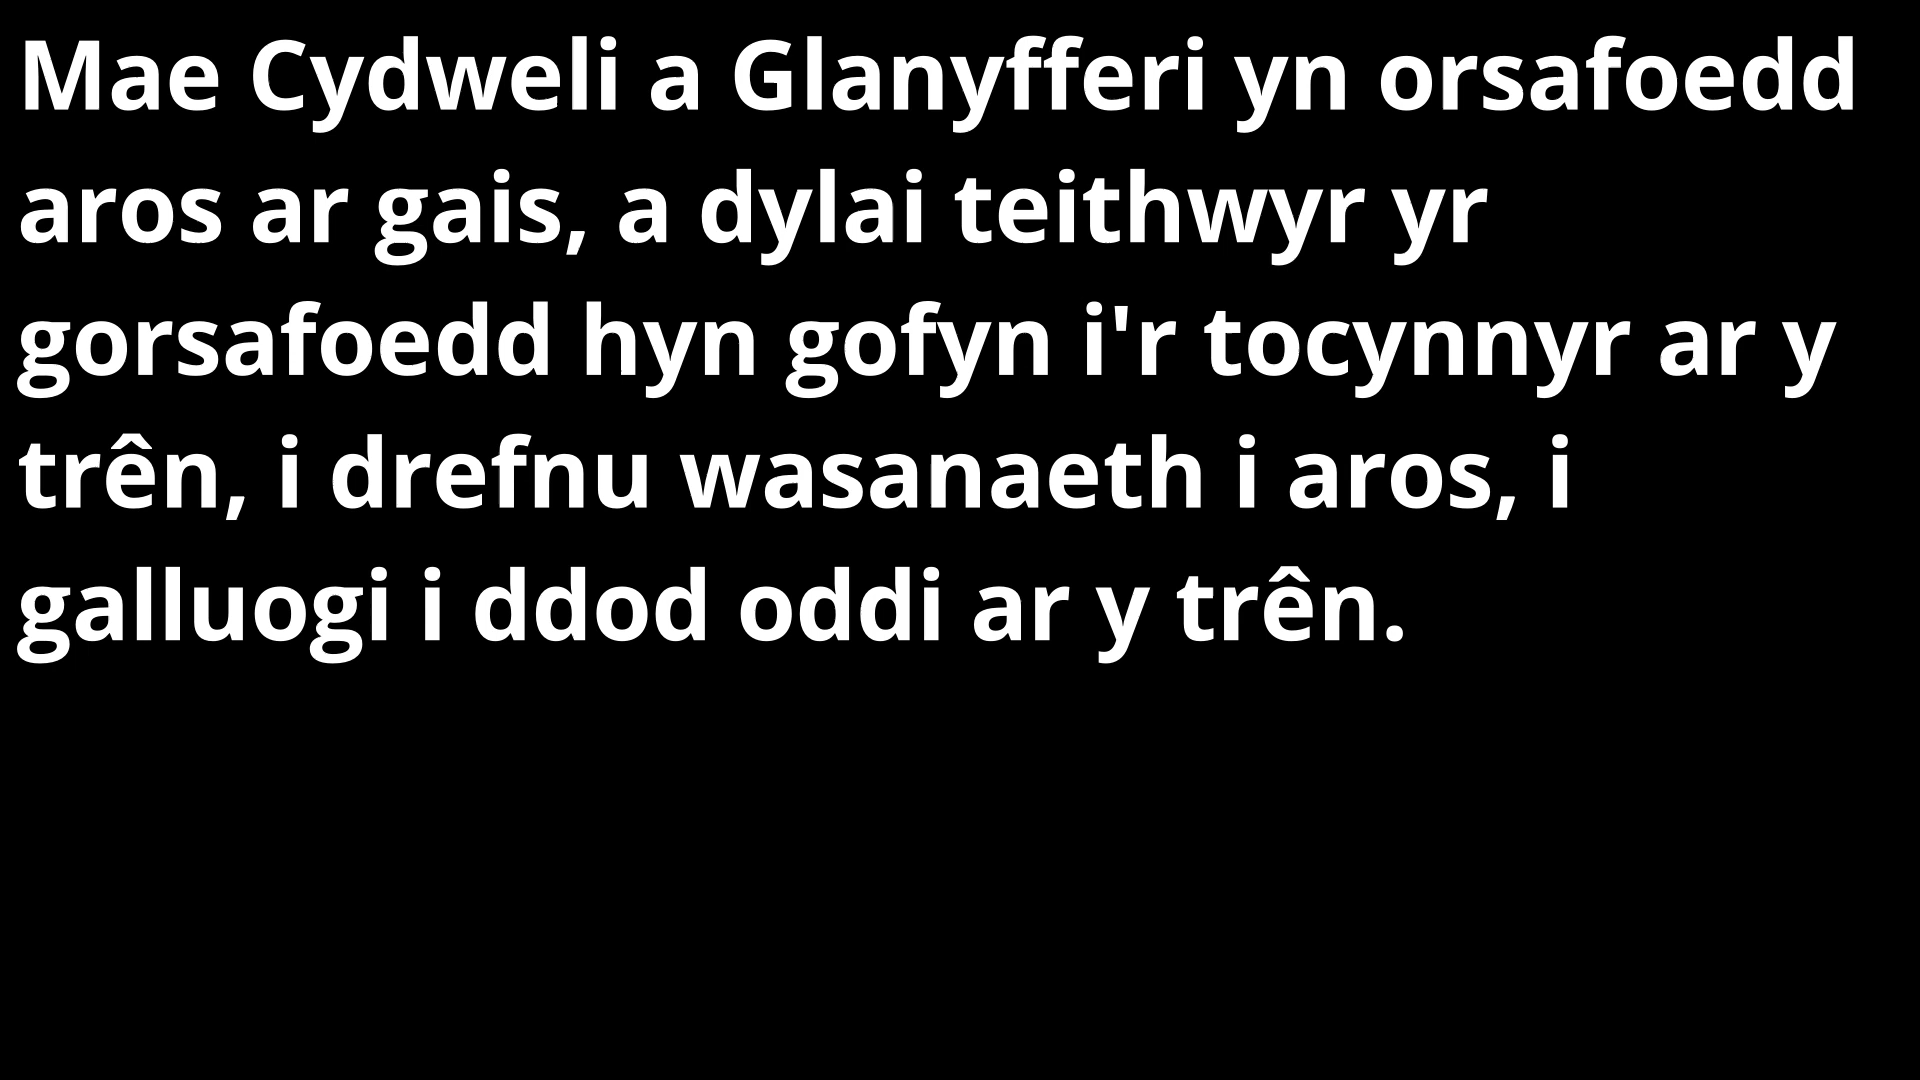 Mae Cydweli a Glanyfferi yn orsafoedd
aros ar gais, a dylai teithwyr yr
gorsafoedd hyn gofyn i'r tocynnyr ar y
trên, i drefnu wasanaeth i aros, i
galluogi i ddod oddi ar y trên.